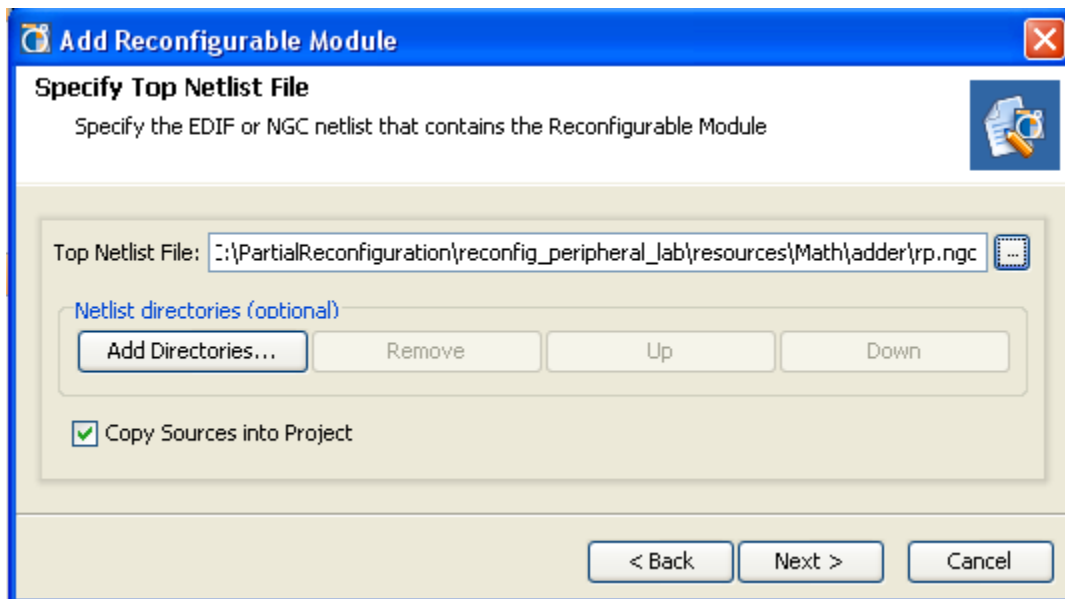 Add Reconfigurable Module
Specify Top Netlist File
Specify the EDIF or NGC netlist that contains the Reconfigurable Module
Top Netlist File: :\PartialReconfiguration\reconfig_peripheral_lab\resources\Math\adder\rp.ngc ...
Netlist directories (optional)
Add Directories... Remove Up Down
Copy Sources into Project
< Back Next > Cancel